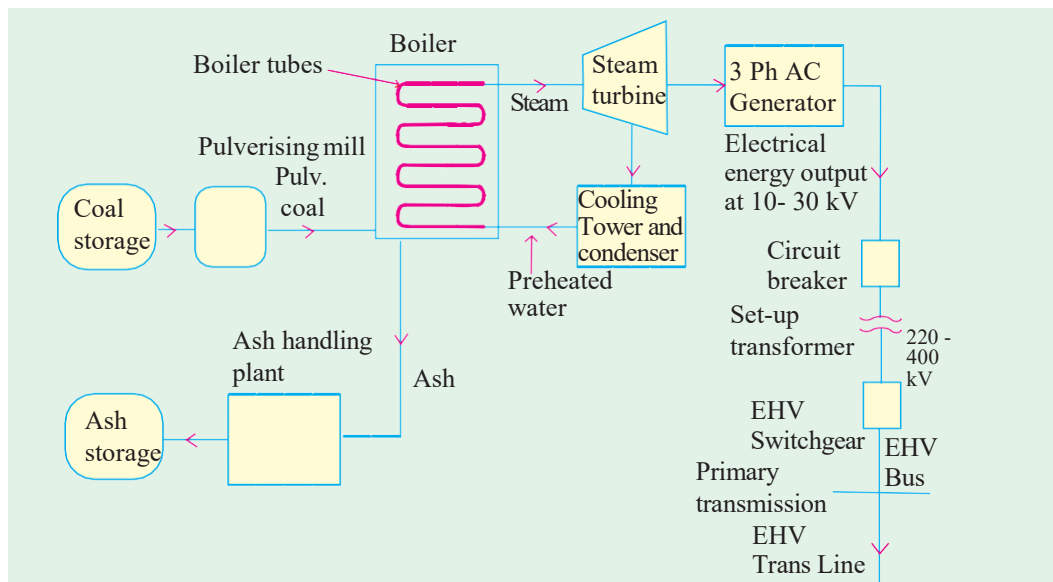 Boiler
Boiler tubes
Steam
turbine
3 Ph AC
Generator
Steam
Electrical
energy output
at 10- 30 kV
Pulverising mill
Pulv.
coal
Coal
storage
Cooling
Tower and
condenser
Preheated
water
Circuit
breaker
Set-up
transformer
220 -
400
kV
Ash handling
plant
Ash
Ash
storage
EHV
Switchgear
EHV
Bus
Primary
transmission
EHV
Trans Line